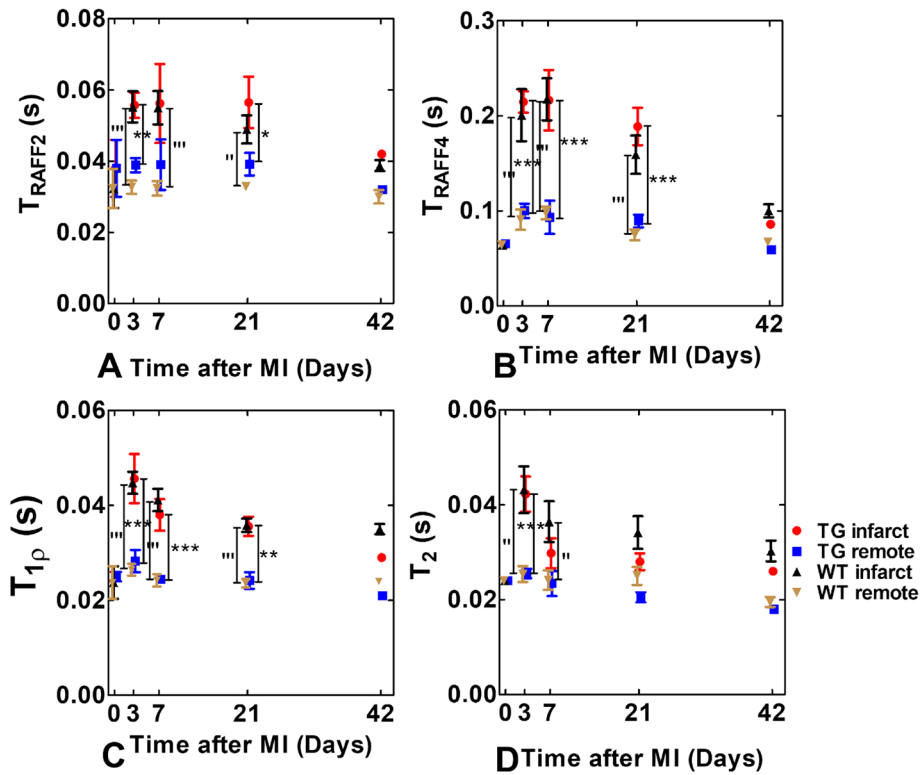 T_RAFF2 (s)
0.08
0.06
0.04
0.02
0.00
'''
**
'''
''
*
0 3 7 21 42
A Time after MI (Days)
T_RAFF4 (s)
0.3
0.2
0.1
0.0
'''
***
'''
***
'''
***
0 3 7 21 42
B Time after MI (Days)
T_1ρ (s)
0.06
0.04
0.02
0.00
'''
***
'''
***
'''
**
0 3 7 21 42
C Time after MI (Days)
T_2 (s)
0.06
0.04
0.02
0.00
''
***
''
0 3 7 21 42
D Time after MI (Days)
TG infarct
TG remote
WT infarct
WT remote